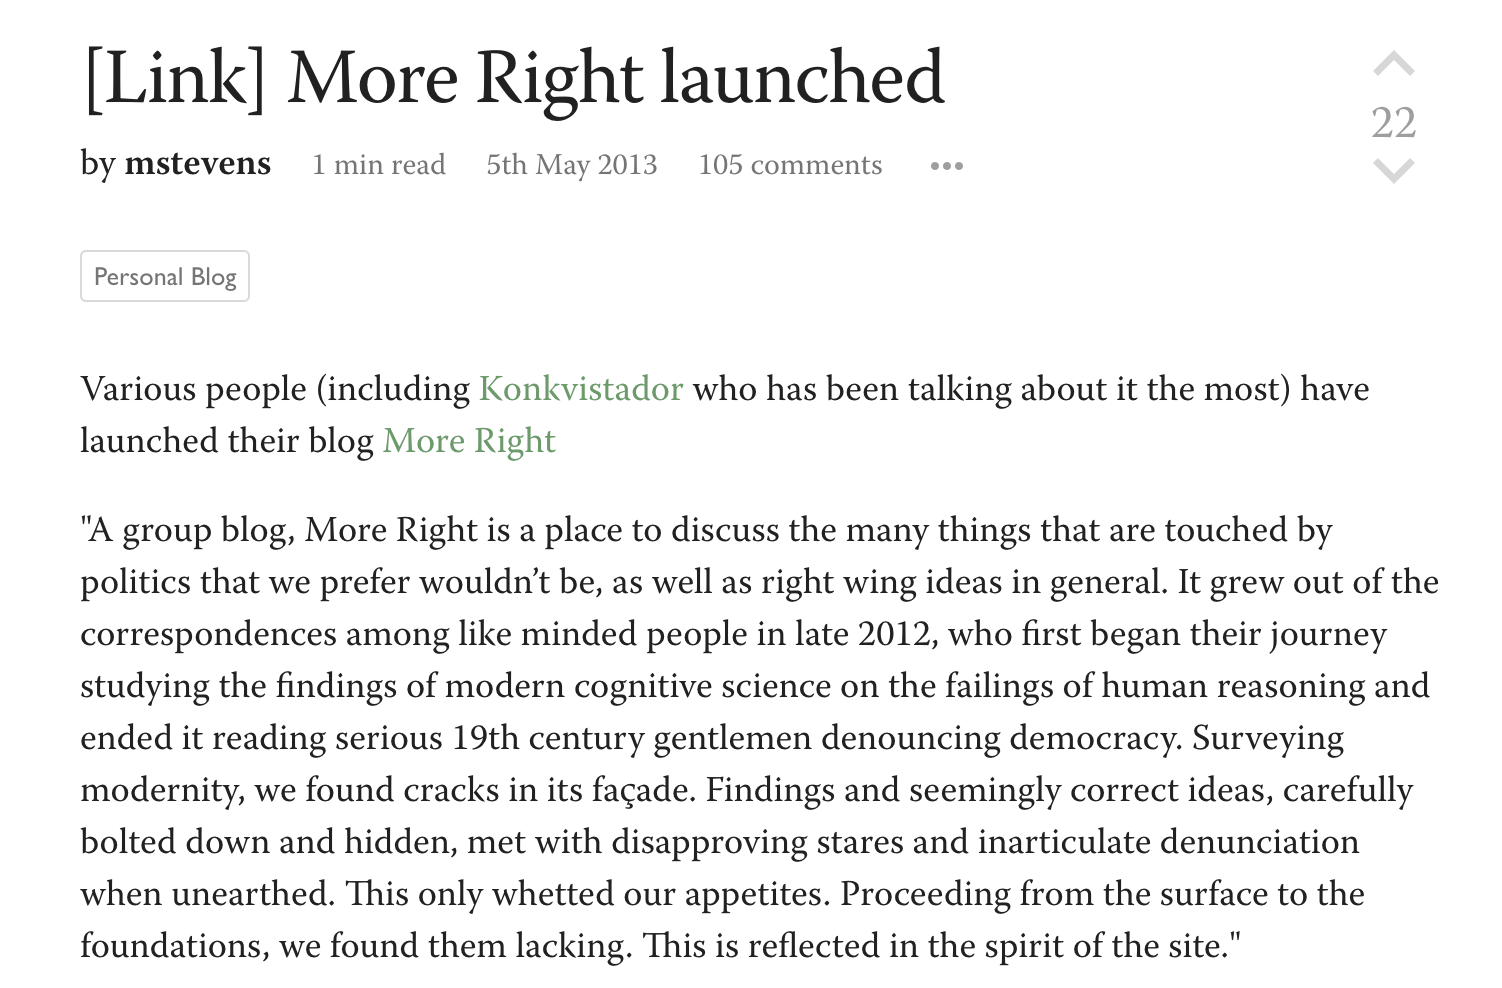 [Link] More Right launched
22
by mstevens 1 min read 5th May 2013 105 comments •••
Personal Blog
Various people (including Konkvistador who has been talking about it the most) have
launched their blog More Right
"A group blog, More Right is a place to discuss the many things that are touched by
politics that we prefer wouldn’t be, as well as right wing ideas in general. It grew out of the
correspondences among like minded people in late 2012, who first began their journey
studying the findings of modern cognitive science on the failings of human reasoning and
ended it reading serious 19th century gentlemen denouncing democracy. Surveying
modernity, we found cracks in its façade. Findings and seemingly correct ideas, carefully
bolted down and hidden, met with disapproving stares and inarticulate denunciation
when unearthed. This only whetted our appetites. Proceeding from the surface to the
foundations, we found them lacking. This is reflected in the spirit of the site."